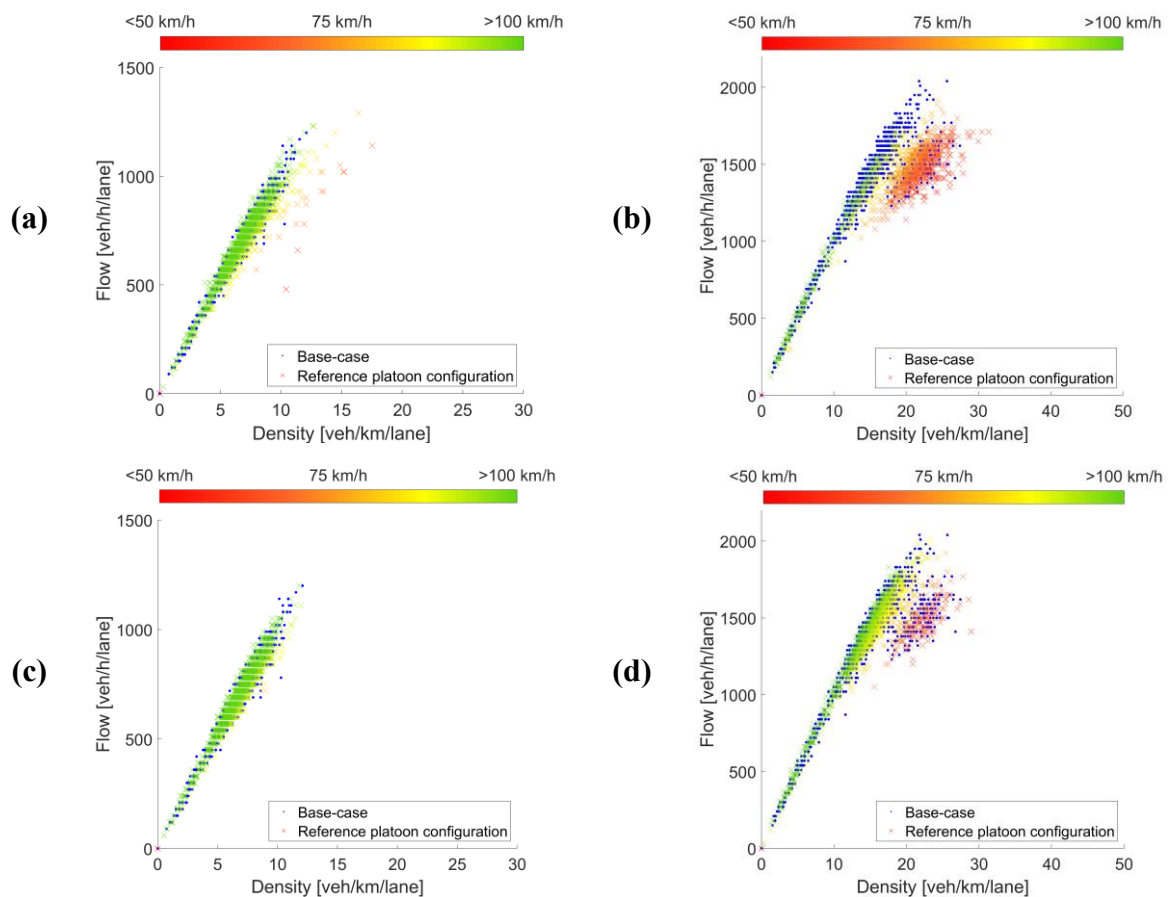 <50 km/h 75 km/h >100 km/h
1500
1000
500
0
0 5 10 15 20 25 30
Flow [veh/h/lane]
Density [veh/km/lane]
Base-case
Reference platoon configuration
(a)
<50 km/h 75 km/h >100 km/h
2000
1500
1000
500
0
0 10 20 30 40 50
Flow [veh/h/lane]
Density [veh/km/lane]
Base-case
Reference platoon configuration
(b)
<50 km/h 75 km/h >100 km/h
1500
1000
500
0
0 5 10 15 20 25 30
Flow [veh/h/lane]
Density [veh/km/lane]
Base-case
Reference platoon configuration
(c)
<50 km/h 75 km/h >100 km/h
2000
1500
1000
500
0
0 10 20 30 40 50
Flow [veh/h/lane]
Density [veh/km/lane]
Base-case
Reference platoon configuration
(d)